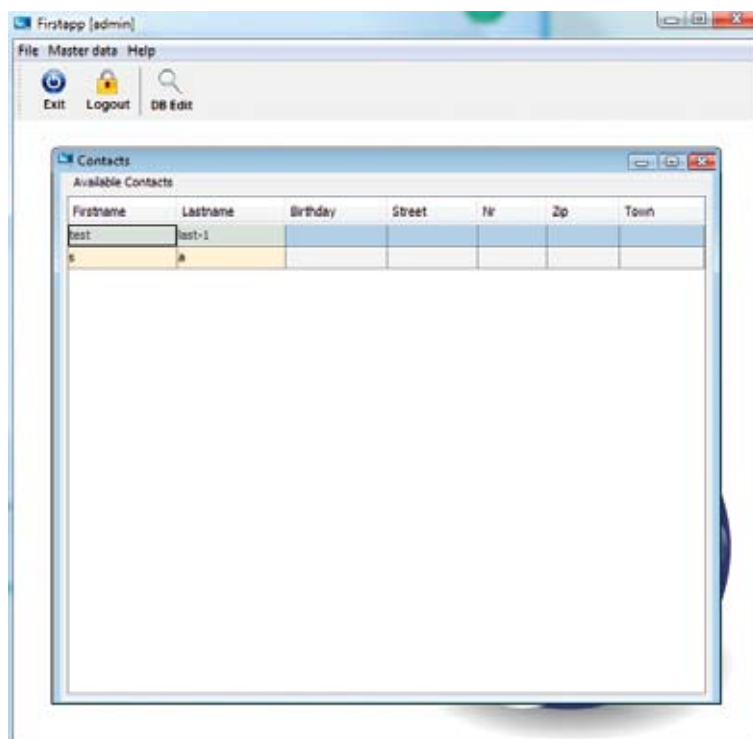 Firstapp [admin]
File Master data Help
Exit Logout DB Edit
Contacts
Available Contacts
Firstname Lastname Birthday Street Nr Zip Town
test last-1
s a